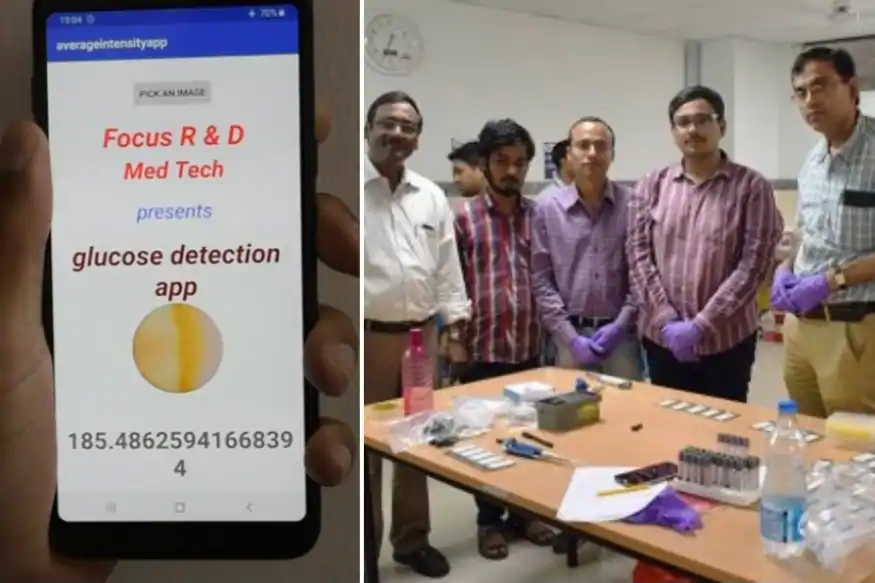 19:04
70%
averageintensityapp
PICK AN IMAGE
Focus R & D
Med Tech
presents
glucose detection
app
185.4862594166839
4